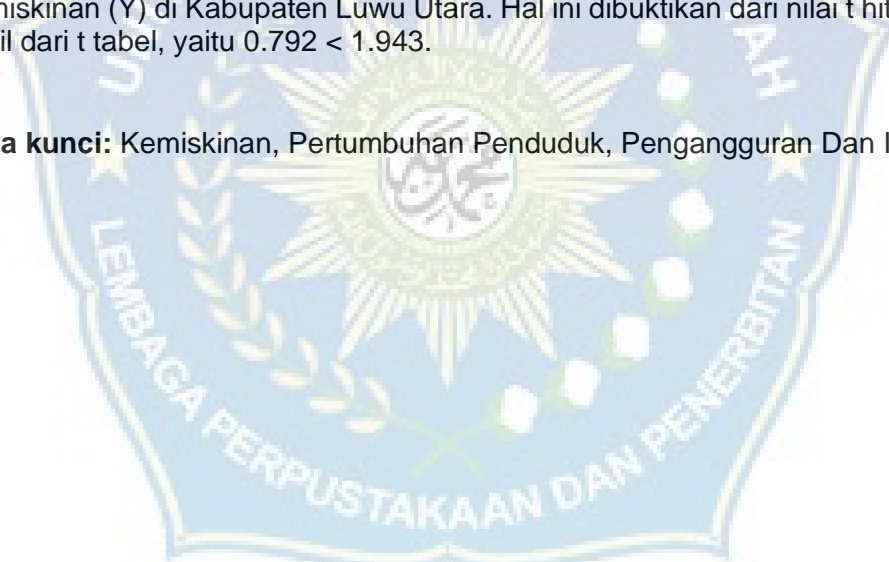 miskinan (Y) di Kabupaten Luwu Utara. Hal ini dibuktikan dari nilai t hit
il dari t tabel, yaitu 0.792 < 1.943.
a kunci: Kemiskinan, Pertumbuhan Penduduk, Pengangguran Dan I
LEMBAGA PERPUSTAKAAN DAN PENERBITAN